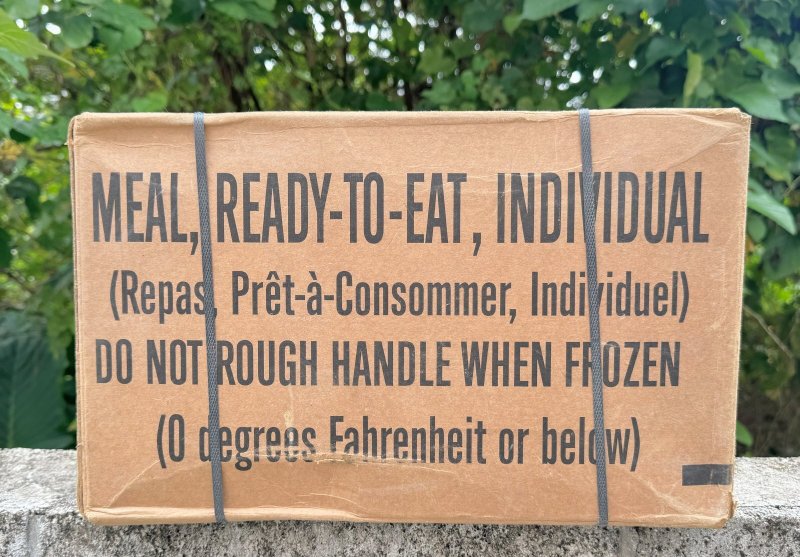 MEAL, READY-TO-EAT, INDIVIDUAL
(Repas, Prêt-à-Consommer, Individuel)
DO NOT ROUGH HANDLE WHEN FROZEN
(0 degrees Fahrenheit or below)